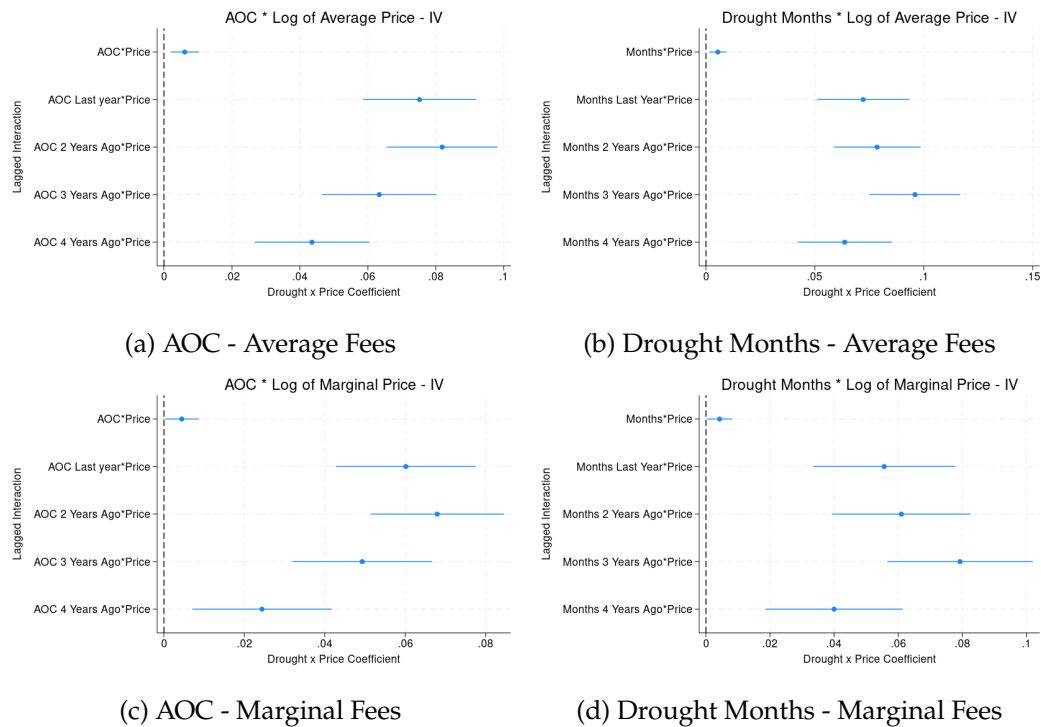 AOC * Log of Average Price - IV
Lagged Interaction
AOC*Price
AOC Last year*Price
AOC 2 Years Ago*Price
AOC 3 Years Ago*Price
AOC 4 Years Ago*Price
0 .02 .04 .06 .08 .1
Drought x Price Coefficient
(a) AOC - Average Fees
Drought Months * Log of Average Price - IV
Lagged Interaction
Months*Price
Months Last Year*Price
Months 2 Years Ago*Price
Months 3 Years Ago*Price
Months 4 Years Ago*Price
0 .05 .1 .15
Drought x Price Coefficient
(b) Drought Months - Average Fees
AOC * Log of Marginal Price - IV
Lagged Interaction
AOC*Price
AOC Last year*Price
AOC 2 Years Ago*Price
AOC 3 Years Ago*Price
AOC 4 Years Ago*Price
0 .02 .04 .06 .08
Drought x Price Coefficient
(c) AOC - Marginal Fees
Drought Months * Log of Marginal Price - IV
Lagged Interaction
Months*Price
Months Last Year*Price
Months 2 Years Ago*Price
Months 3 Years Ago*Price
Months 4 Years Ago*Price
0 .02 .04 .06 .08 .1
Drought x Price Coefficient
(d) Drought Months - Marginal Fees